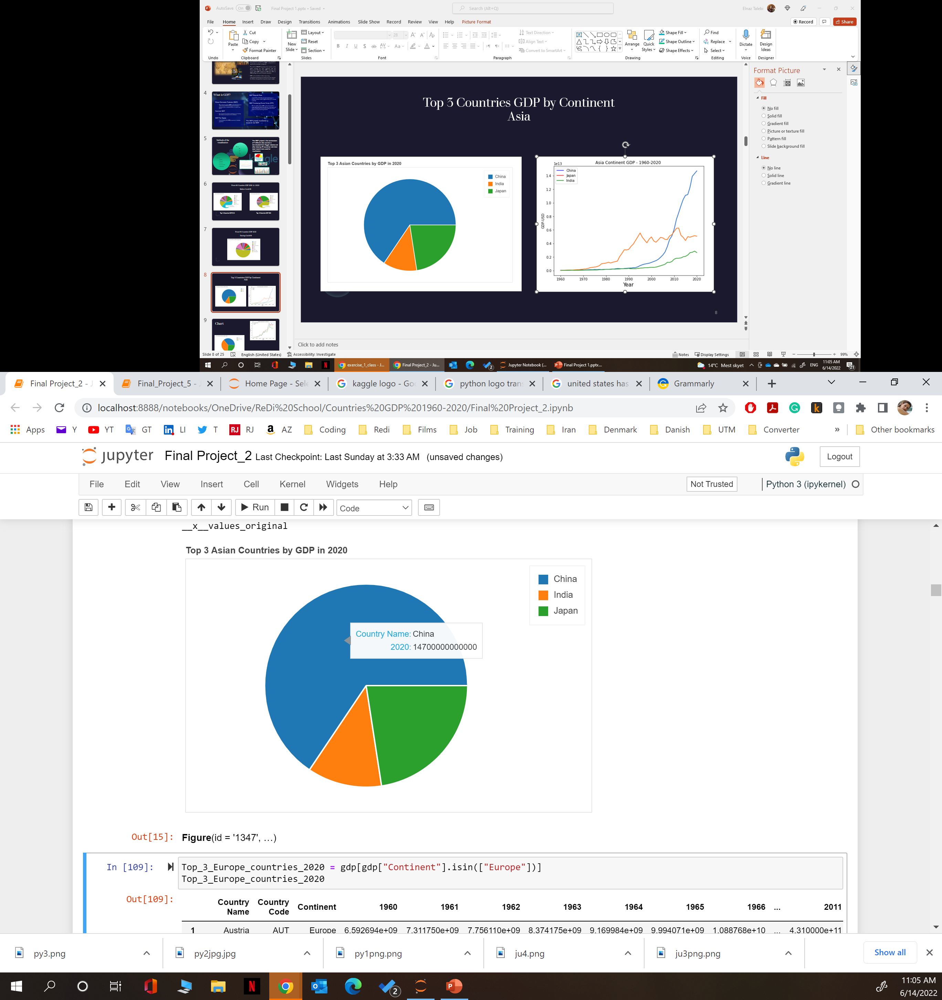 AutoSave On Final Project 1.pptx • Saved Search (Alt+Q) Elnaz Talebi
File Home Insert Draw Design Transitions Animations Slide Show Record Review View Help Picture Format Record Share
Paste Cut Copy Format Painter New Slide Layout Reset Section 28 Text Direction Align Text Convert to SmartArt Arrange Quick Styles Shape Fill Shape Outline Shape Effects Find Replace Select Dictate Design Ideas
Undo Clipboard Slides Font Paragraph Drawing Editing Voice Designer
4
What is GDP?
5
6
7
8
9
Chart
Top 3 Countries GDP by Continent
Asia
Top 3 Asian Countries by GDP in 2020
China
India
Japan
Asia Continent GDP - 1960-2020
1e13
China
Japan
India
1.4
1.2
1.0
0.8
0.6
0.4
0.2
0.0
GDP-USD
1960 1970 1980 1990 2000 2010 2020
Year
8
Format Picture
Fill
No fill
Solid fill
Gradient fill
Picture or texture fill
Pattern fill
Slide background fill
Line
No line
Solid line
Gradient line
Click to add notes
Slide 8 of 25 English (United States) Accessibility: Investigate Notes Display Settings 99%
exercise_1_class - J... Final Project_2 - Ju... 2 Jupyter Notebook (... Final Project 1.pptx... 14°C Mest skyet ENG 11:05 AM
6/14/2022 21
Final Project_2 - J Final_Project_5 - J Home Page - Sele kaggle logo - Goo python logo trans united states has Grammarly
localhost:8888/notebooks/OneDrive/ReDi%20School/Countries%20GDP%201960-2020/Final%20Project_2.ipynb
Apps Y YT GT LI T RJ RJ AZ Coding Redi Films Job Training Iran Denmark Danish UTM Converter » Other bookmarks
jupyter Final Project_2 Last Checkpoint: Last Sunday at 3:33 AM (unsaved changes) Logout
File Edit View Insert Cell Kernel Widgets Help Not Trusted Python 3 (ipykernel)
Run Code
__x__values_original
Top 3 Asian Countries by GDP in 2020
China
India
Japan
Country Name: China
2020: 14700000000000
Out[15]: Figure(id = '1347', …)
In [109]: Top_3_Europe_countries_2020 = gdp[gdp["Continent"].isin(["Europe"])]
Top_3_Europe_countries_2020
Out[109]:
Country Name Country Code Continent 1960 1961 1962 1963 1964 1965 1966 ... 2011
1 Austria AUT Europe 6.592694e+09 7.311750e+09 7.756110e+09 8.374175e+09 9.169984e+09 9.994071e+09 1.088768e+10 ... 4.310000e+11
py3.png py2jpg.jpg py1png.png ju4.png ju3png.png Show all
2 11:05 AM
6/14/2022